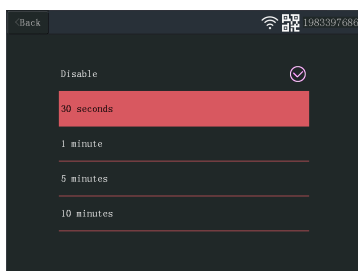 <Back
1983397686
Disable
30 seconds
1 minute
5 minutes
10 minutes